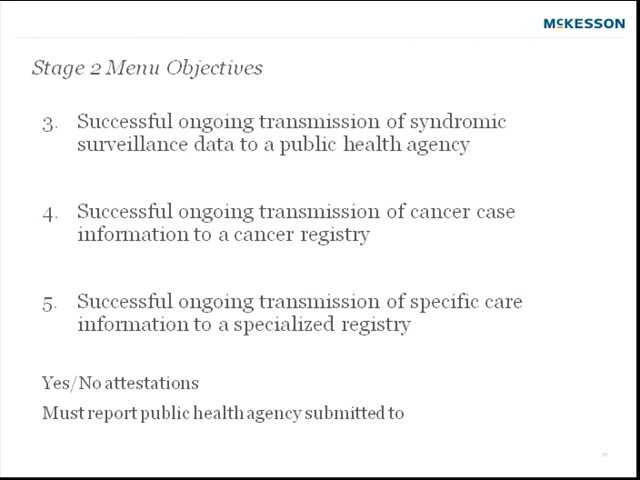 MCKESSON
Stage 2 Menu Objectives
3. Successful ongoing transmission of syndromic
surveillance data to a public health agency
4. Successful ongoing transmission of cancer case
information to a cancer registry
5. Successful ongoing transmission of specific care
information to a specialized registry
Yes/No attestations
Must report public health agency submitted to